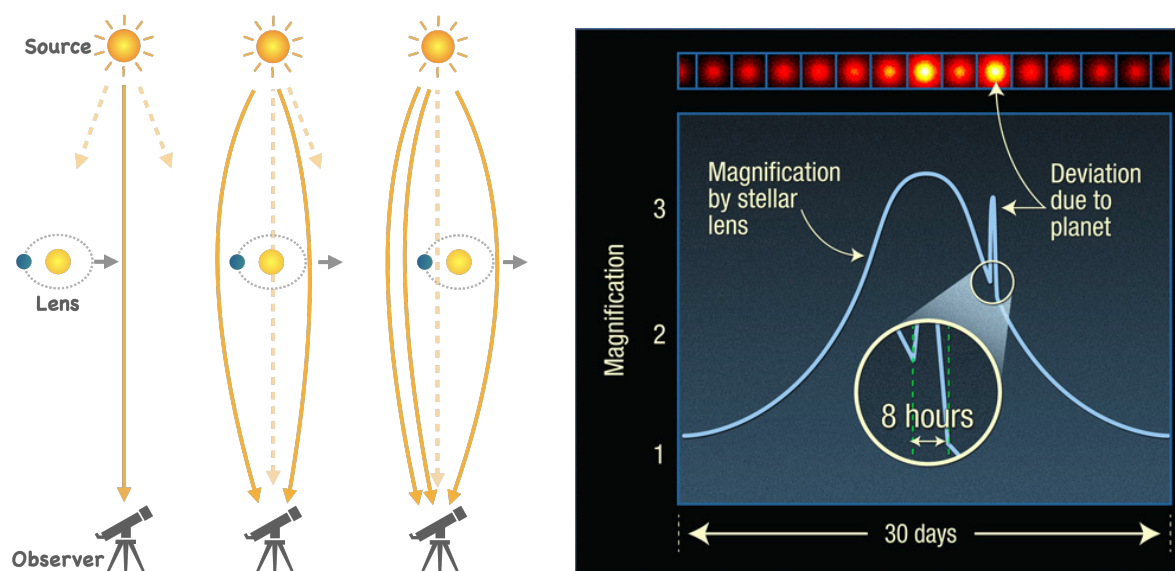 Source
Lens
Observer
Magnification
by stellar
lens
Deviation
due to
planet
3
2
1
Magnification
8 hours
30 days